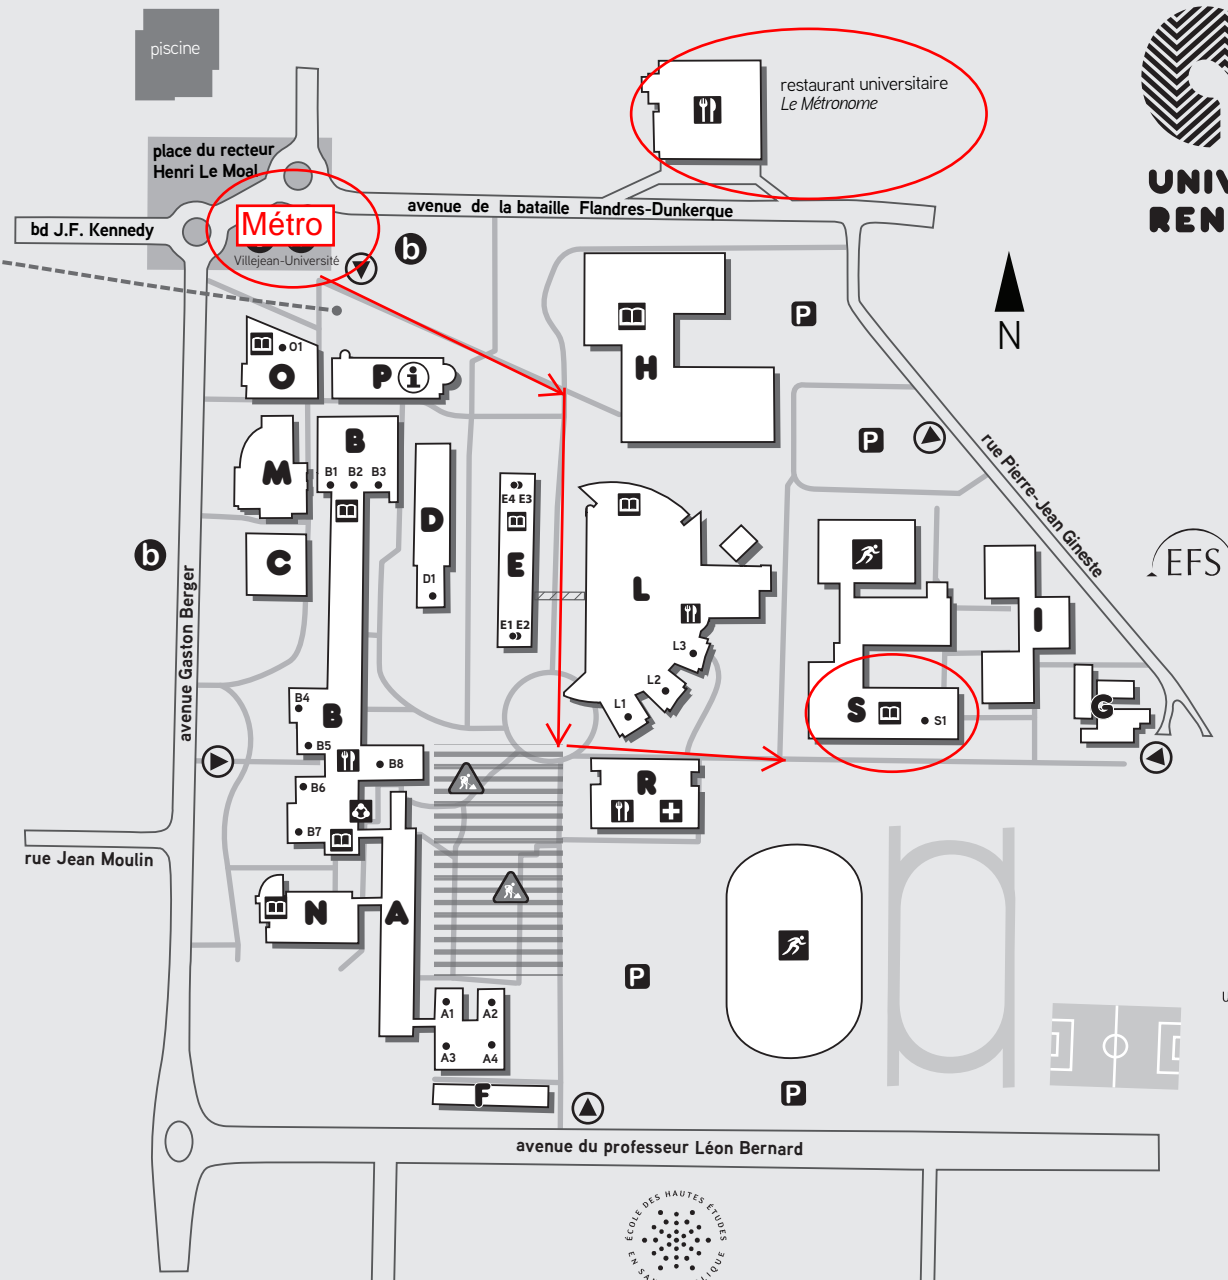 piscine
restaurant universitaire
Le Métronome
place du recteur
Henri Le Moal
UNIV
REN
avenue de la bataille Flandres-Dunkerque
bd J.F. Kennedy
Métro
b
Villejean-Université
P
N
H
O1
O
P
i
B
P
rue Pierre-Jean Gineste
M
B1 B2 B3
E4 E3
D
L
C
E
b
EFS
D1
I
E1 E2
L3
avenue Gaston Berger
L2
B4
L1
S
S1
G
B
B5
B8
R
B6
B7
rue Jean Moulin
N
A
P
A1
A2
A3
A4
F
P
avenue du professeur Léon Bernard
ÉCOLE DES HAUTES ÉTUDES